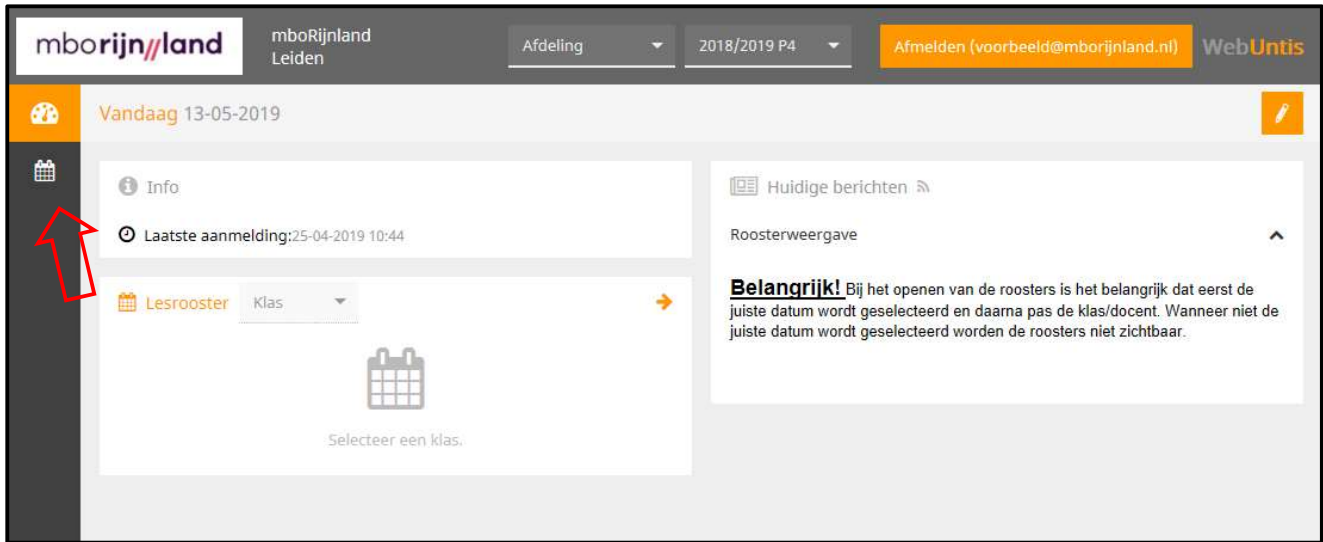 mborijn//land
mboRijnland
Leiden
Afdeling
2018/2019 P4
Afmelden (voorbeeld@mborijnland.nl)
WebUntis
Vandaag 13-05-2019
Info
Laatste aanmelding:25-04-2019 10:44
Lesrooster
Klas
Selecteer een klas.
Huidige berichten
Roosterweergave
Belangrijk! Bij het openen van de roosters is het belangrijk dat eerst de
juiste datum wordt geselecteerd en daarna pas de klas/docent. Wanneer niet de
juiste datum wordt geselecteerd worden de roosters niet zichtbaar.